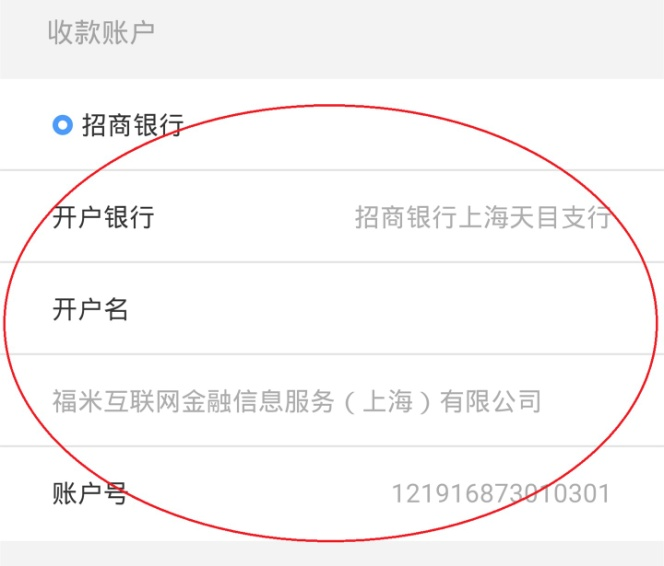 收款账户
招商银行
开户银行 招商银行上海天目支行
开户名
福米互联网金融信息服务（上海）有限公司
账户号 121916873010301